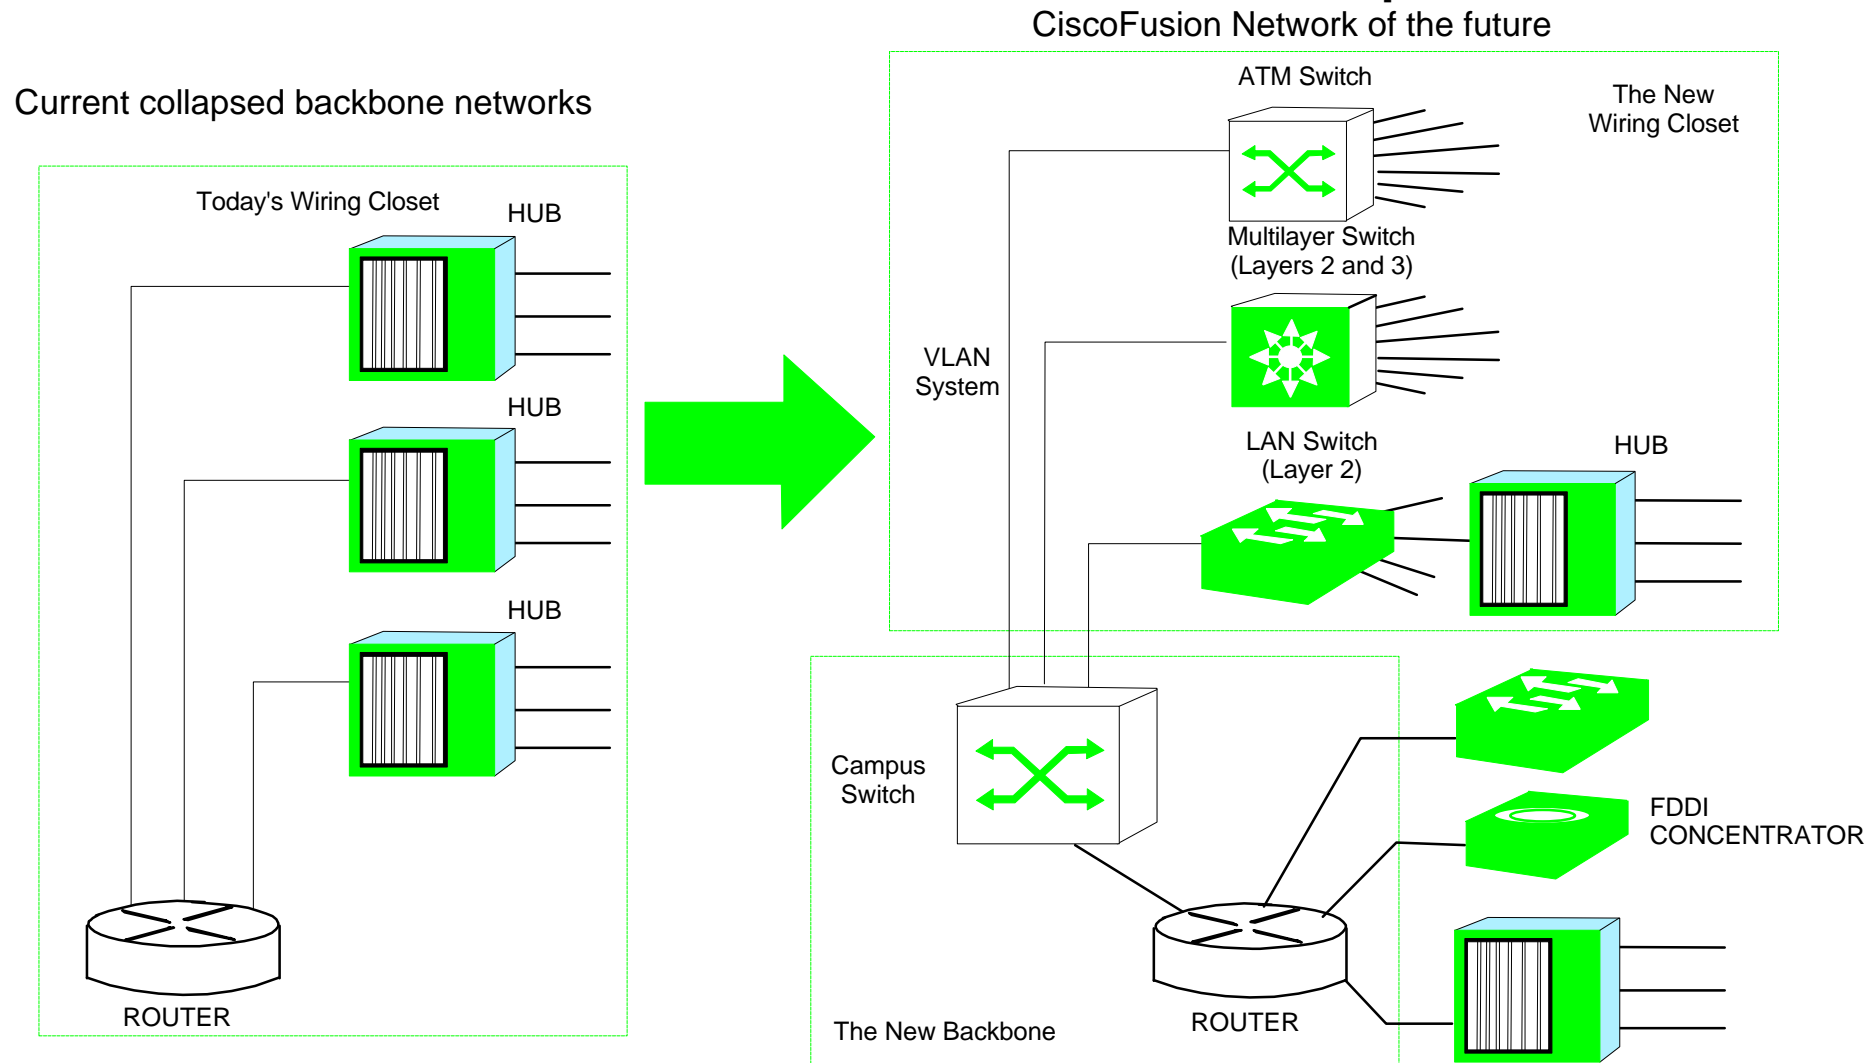 CiscoFusion Network of the future
Current collapsed backbone networks
Today's Wiring Closet
HUB
HUB
HUB
ROUTER
ATM Switch
The New
Wiring Closet
Multilayer Switch
(Layers 2 and 3)
VLAN
System
LAN Switch
(Layer 2)
HUB
Campus
Switch
FDDI
CONCENTRATOR
ROUTER
The New Backbone